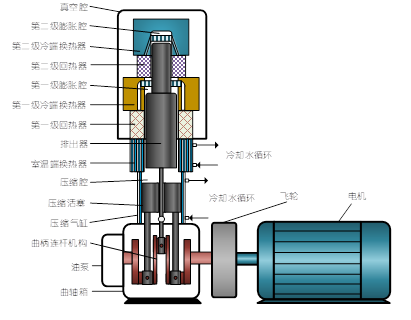 真空腔
第二级膨胀腔
第二级冷端换热器
第二级回热器
第一级膨胀腔
第一级冷端换热器
第一级回热器
排出器
室温端换热器
压缩腔
压缩活塞
压缩气缸
曲柄连杆机构
油泵
曲轴箱
冷却水循环
冷却水循环
飞轮
电机